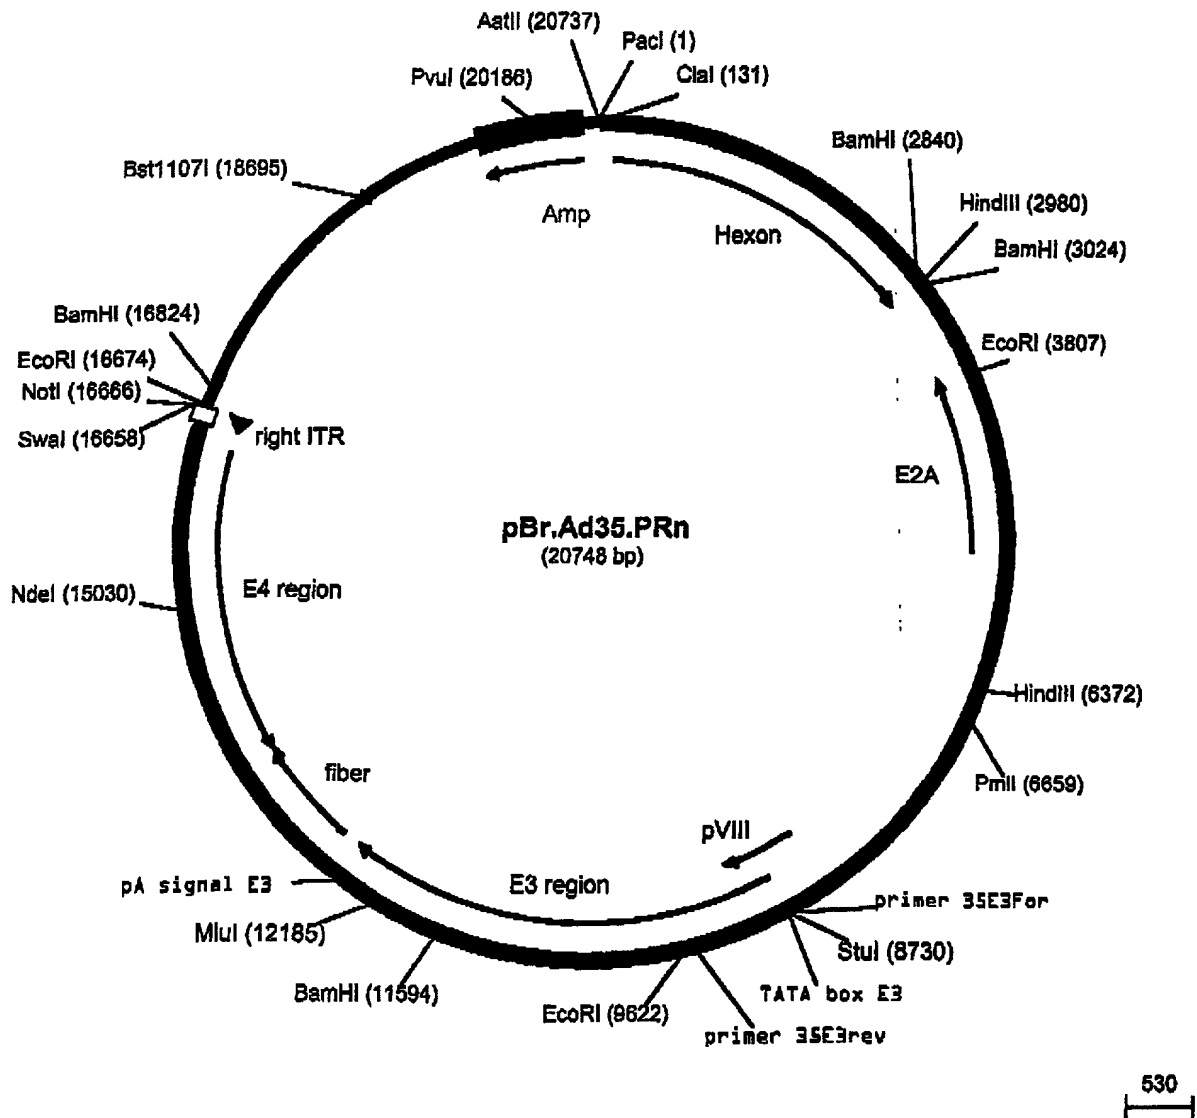 AatII (20737)
PacI (1)
PvuI (20186)
ClaI (131)
BamHI (2840)
Bst1107I (18695)
HindIII (2980)
Amp
Hexon
BamHI (3024)
BamHI (16824)
EcoRI (3807)
EcoRI (16674)
NotI (16666)
SwaI (16658)
right ITR
E2A
pBr.Ad35.PRn
(20748 bp)
E4 region
NdeI (15030)
HindIII (6372)
fiber
PmlI (6659)
pVIII
pA signal E3
E3 region
primer 35E3For
MluI (12185)
StuI (8730)
BamHI (11594)
TATA box E3
EcoRI (9622)
primer 35E3rev
530